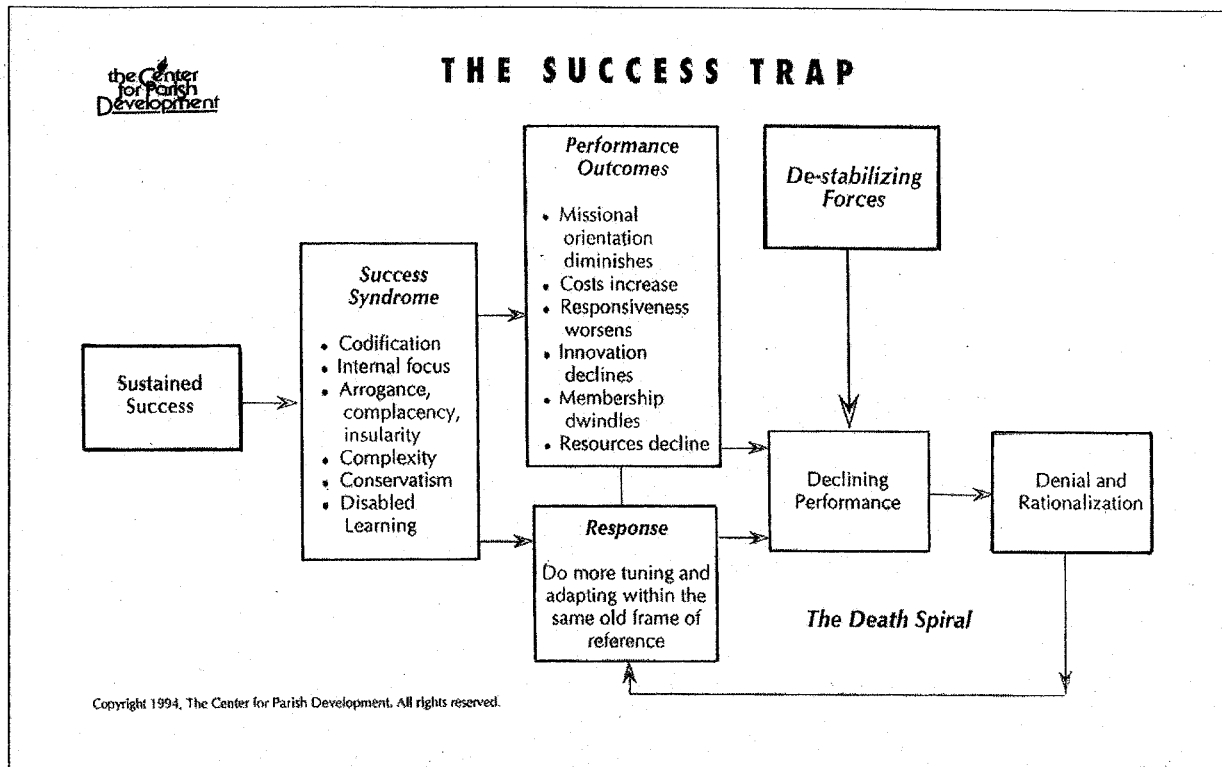 the Center
for Parish
Development
THE SUCCESS TRAP
Sustained
Success
Success
Syndrome
• Codification
• Internal focus
• Arrogance,
complacency,
insularity
• Complexity
• Conservatism
• Disabled
Learning
Performance
Outcomes
• Missional
orientation
diminishes
• Costs increase
• Responsiveness
worsens
• Innovation
declines
• Membership
dwindles
• Resources decline
Response
Do more tuning and
adapting within the
same old frame of
reference
De-stabilizing
Forces
Declining
Performance
Denial and
Rationalization
The Death Spiral
Copyright 1994, The Center for Parish Development. All rights reserved.